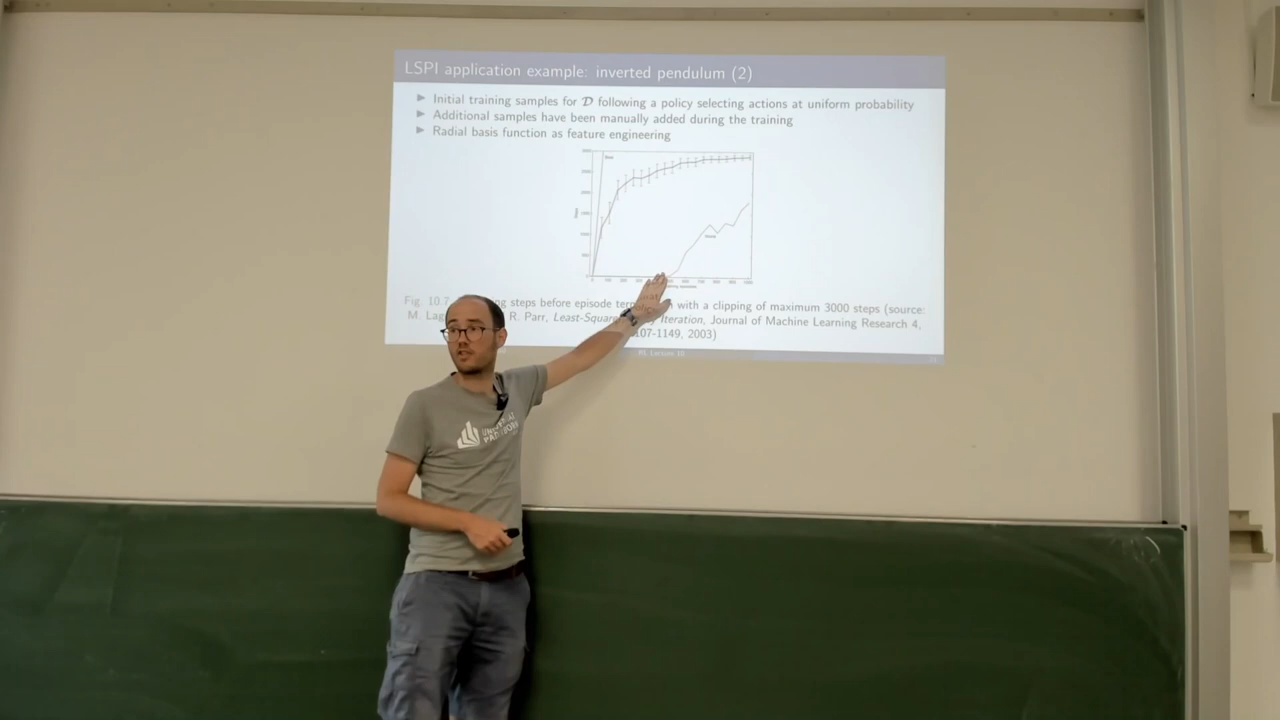 LSPI application example: inverted pendulum (2)
Initial training samples for 𝒟 following a policy selecting actions at uniform probability
Additional samples have been manually added during the training
Radial basis function as feature engineering
Fig. 10.7 steps before episode with a clipping of maximum 3000 steps (source:
M. R. Parr, Least-Square Iteration, Journal of Machine Learning Research 4,
107-1149, 2003)